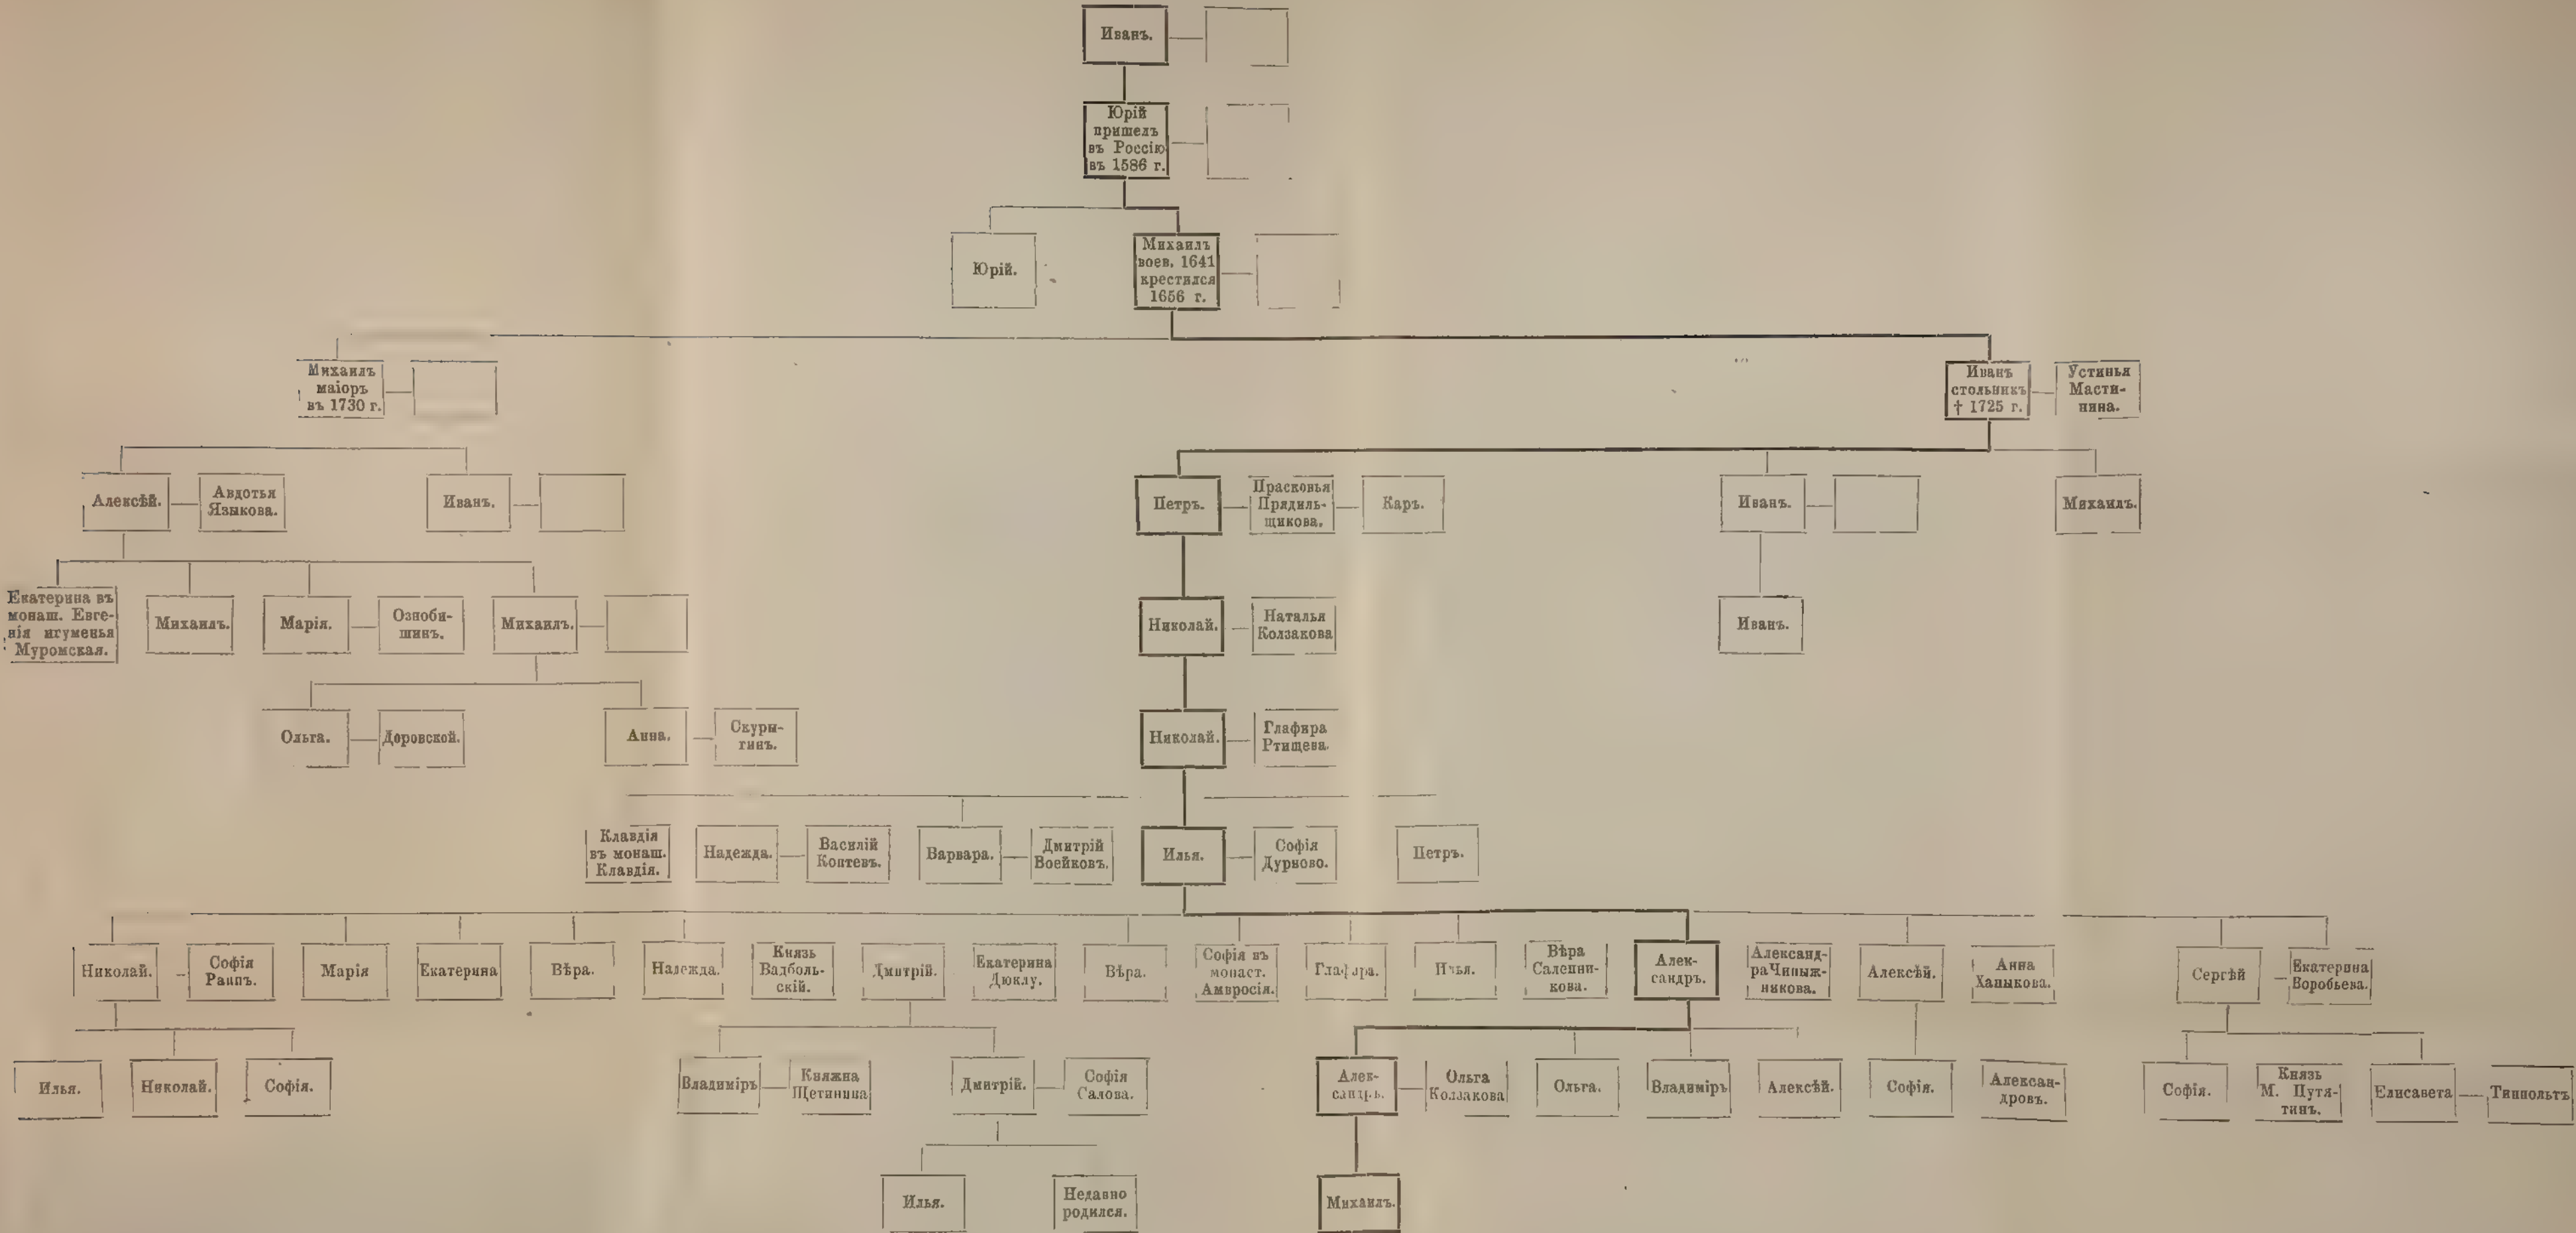 Иванъ.
Юрій
пришелъ
въ Россію
въ 1586 г.
Юрій.
Михаилъ
воев. 1641
крестился
1656 г.
Михаилъ
маіоръ
въ 1730 г.
Иванъ
стольникъ
† 1725 г.
Устинья
Масти-
нина.
Алексѣй.
Авдотья
Языкова.
Иванъ.
Петръ.
Прасковья
Прядиль-
щикова.
Каръ.
Иванъ.
Михаилъ.
Екатерина въ
монаш. Евге-
нія игуменья
Муромская.
Михаилъ.
Марія.
Озноби-
шинъ.
Михаилъ.
Николай.
Наталья
Колзакова
Иванъ.
Ольга.
Доровской.
Анна.
Скуры-
гинъ.
Николай.
Глафира
Ртищева.
Клавдія
въ монаш.
Клавдія.
Надежда.
Василій
Коптевъ.
Варвара.
Дмитрій
Воейковъ.
Илья.
Софія
Дурново.
Петръ.
Николай.
Софія
Раппъ.
Марія
Екатерина
Вѣра.
Надежда.
Князь
Вадболь-
скій.
Дмитрій.
Екатерина
Дюклу.
Вѣра.
Софія въ
монаст.
Амвросія.
Глафира.
Илья.
Вѣра
Салепни-
кова.
Алек-
сандръ.
Александ-
ра Чипыж-
никова.
Алексѣй.
Анна
Ханыкова.
Сергѣй
Екатерина
Воробьева.
Илья.
Николай.
Софія.
Владиміръ
Княжна
Щетинина
Дмитрій.
Софія
Салова.
Алек-
сандръ.
Ольга
Колзакова
Ольга.
Владиміръ
Алексѣй.
Софія.
Алексан-
дровъ.
Софія.
Князь
М. Путя-
тинъ.
Елисавета
Типпольтъ
Илья.
Недавно
родился.
Михаилъ.